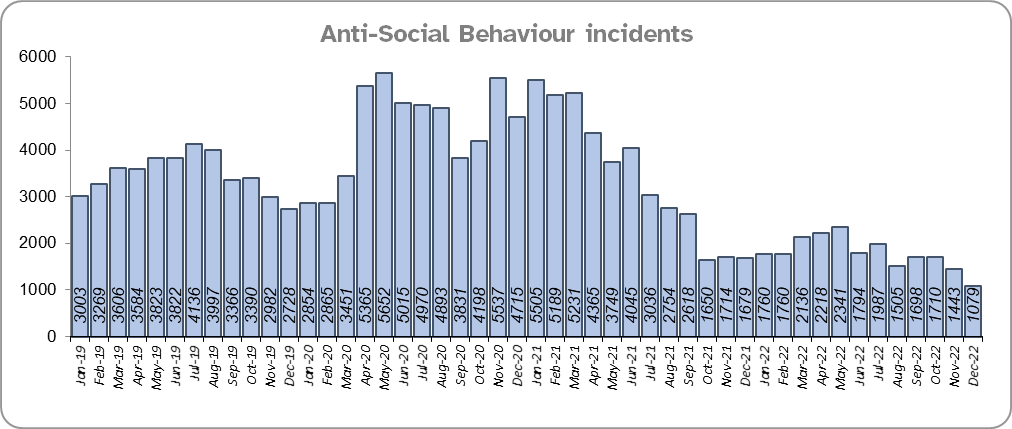 Anti-Social Behaviour incidents
6000
5000
4000
3000
2000
1000
0
3003 3269 3606 3584 3823 3822 4136 3997 3366 3390 2982 2728 2854 2865 3451 5365 5652 5015 4970 4893 3831 4198 5537 4715 5505 5189 5231 4365 3749 4045 3036 2754 2618 1650 1714 1679 1760 1760 2136 2218 2341 1794 1987 1505 1698 1710 1443 1079
Jan-19 Feb-19 Mar-19 Apr-19 May-19 Jun-19 Jul-19 Aug-19 Sep-19 Oct-19 Nov-19 Dec-19 Jan-20 Feb-20 Mar-20 Apr-20 May-20 Jun-20 Jul-20 Aug-20 Sep-20 Oct-20 Nov-20 Dec-20 Jan-21 Feb-21 Mar-21 Apr-21 May-21 Jun-21 Jul-21 Aug-21 Sep-21 Oct-21 Nov-21 Dec-21 Jan-22 Feb-22 Mar-22 Apr-22 May-22 Jun-22 Jul-22 Aug-22 Sep-22 Oct-22 Nov-22 Dec-22